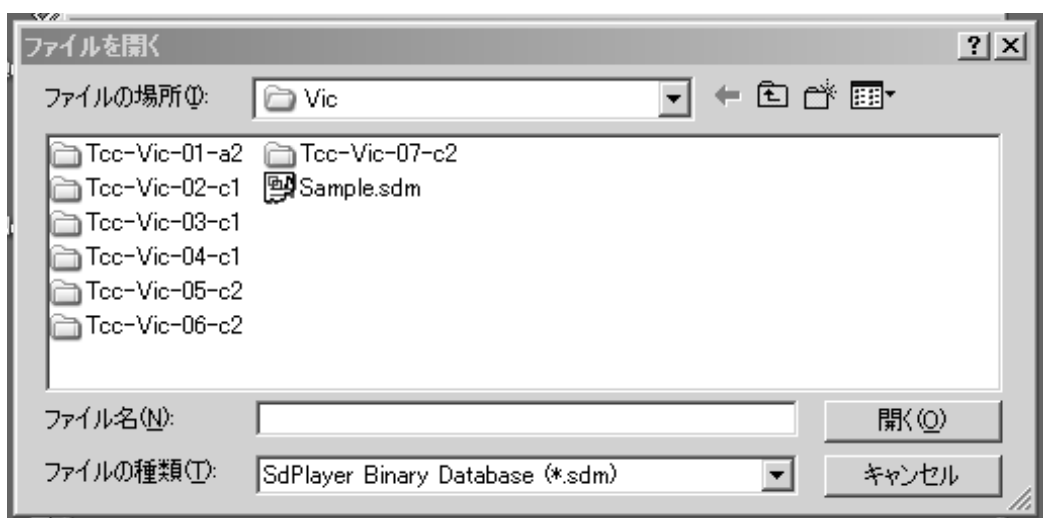 ファイルを開く
ファイルの場所(I):
Vic
Tcc-Vic-01-a2
Tcc-Vic-02-c1
Tcc-Vic-03-c1
Tcc-Vic-04-c1
Tcc-Vic-05-c2
Tcc-Vic-06-c2
Tcc-Vic-07-c2
Sample.sdm
ファイル名(N):
開く(O)
ファイルの種類(T):
SdPlayer Binary Database (*.sdm)
キャンセル